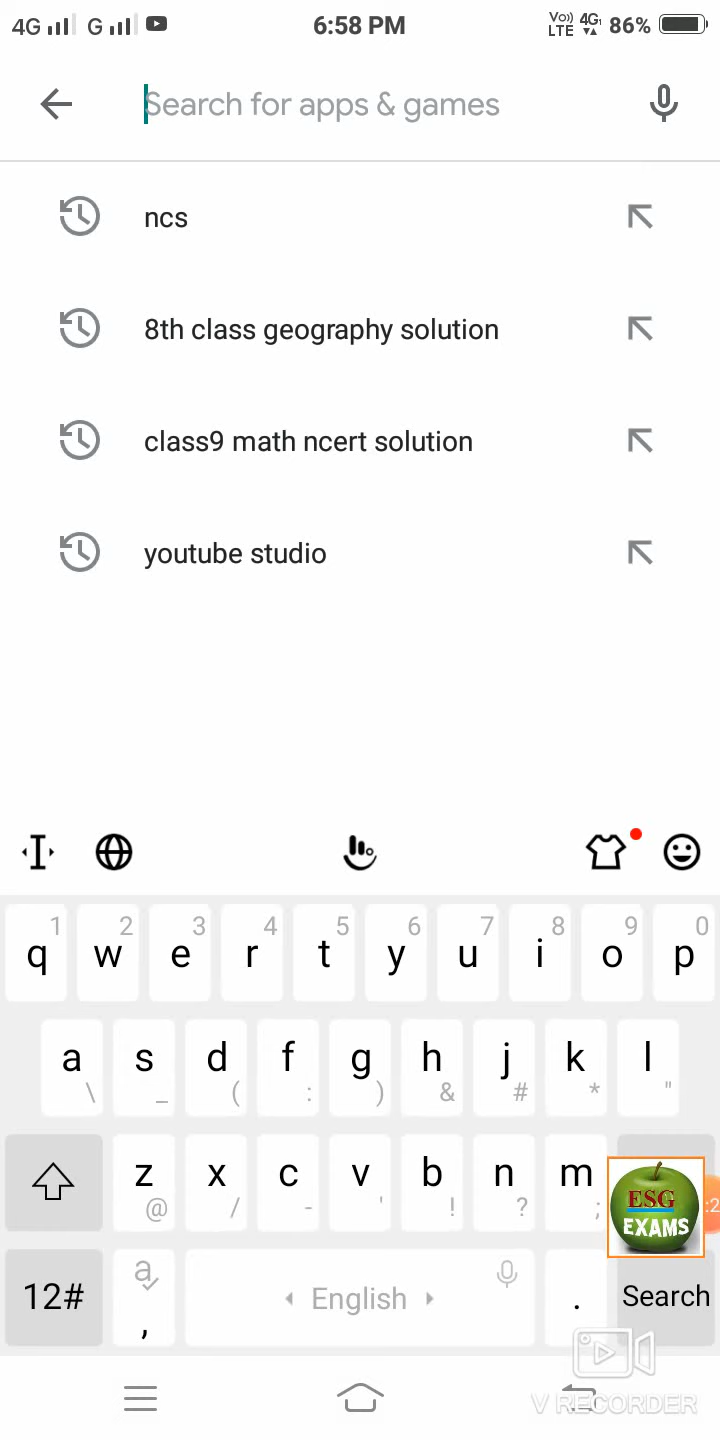 4G G 6:58 PM Vo)) LTE 4G 86%
Search for apps & games
ncs
8th class geography solution
class9 math ncert solution
youtube studio
1 2 3 4 5 6 7 8 9 0
q w e r t y u i o p
a s d f g h j k l
\ _ ( : ) & # * "
z x c v b n m
@ / - ' ! ? ;
ESG
EXAMS
:2
12# a , English . Search
V RECORDER